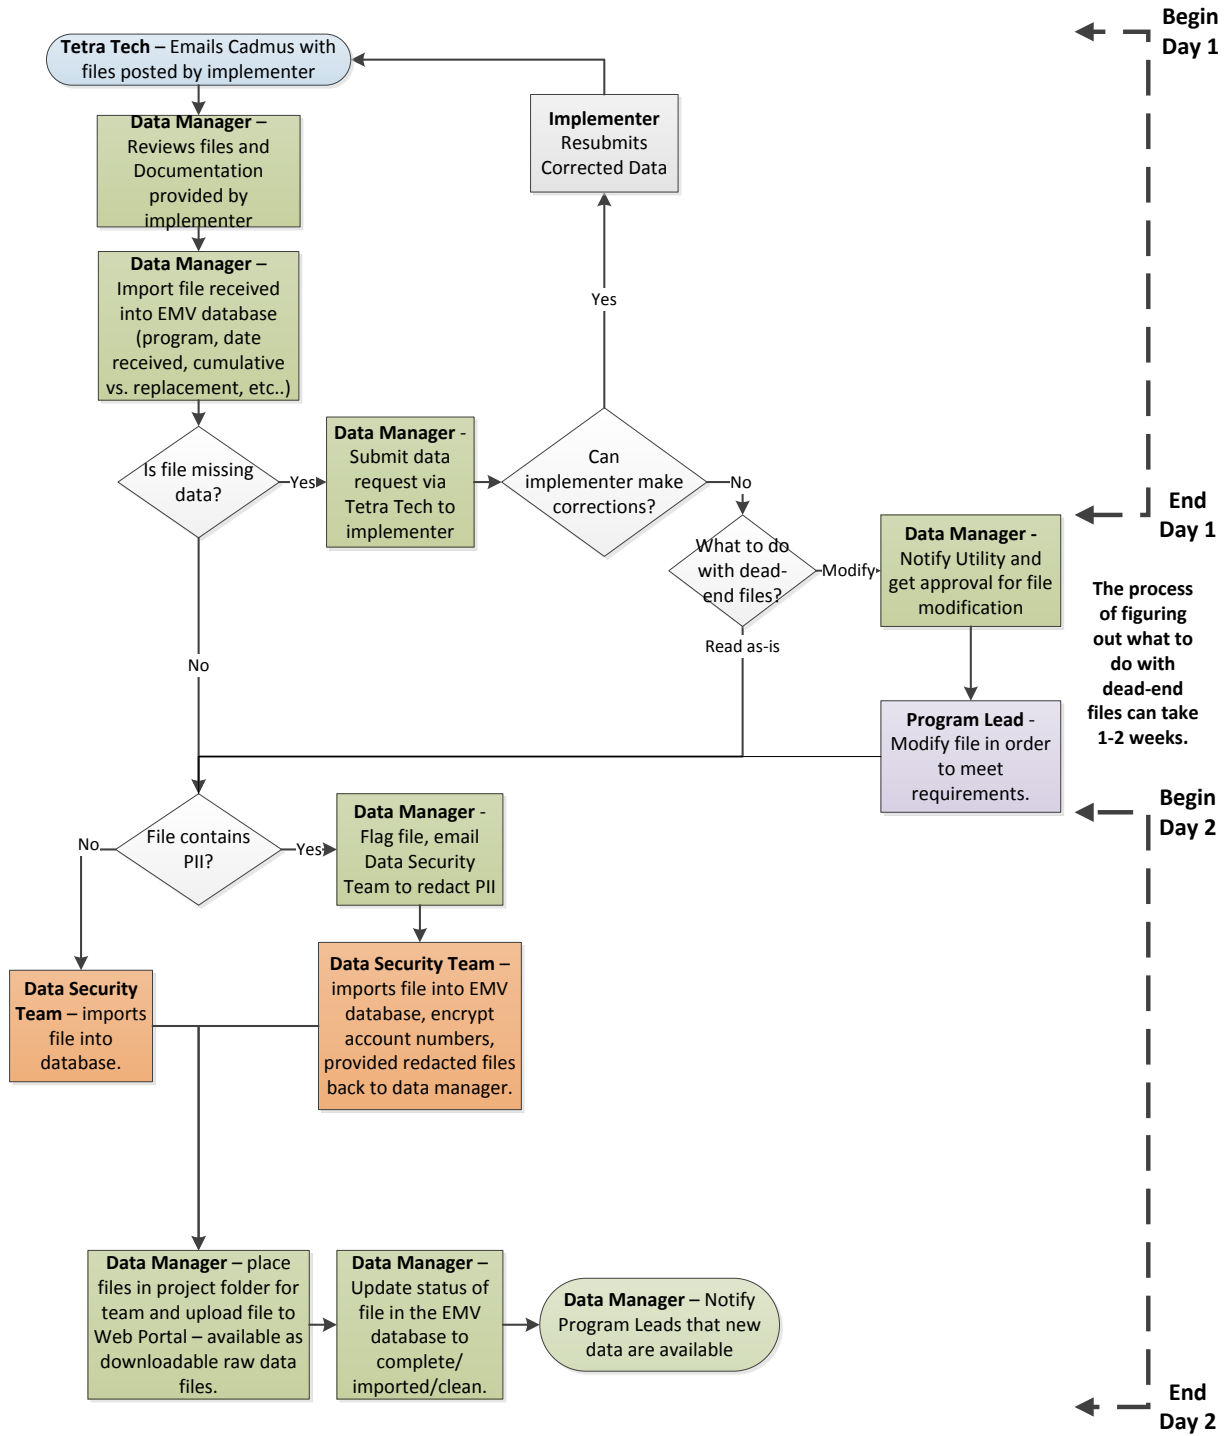 Begin
Day 1
Tetra Tech – Emails Cadmus with
files posted by implementer
Data Manager –
Reviews files and
Documentation
provided by
implementer
Implementer
Resubmits
Corrected Data
Data Manager –
Import file received
into EMV database
(program, date
received, cumulative
vs. replacement, etc..)
Yes
Is file missing
data?
Yes
Data Manager -
Submit data
request via
Tetra Tech to
implementer
Can
implementer make
corrections?
No
End
Day 1
What to do
with dead-
end files?
Modify
Data Manager -
Notify Utility and
get approval for file
modification
The process
of figuring
out what to
do with
dead-end
files can take
1-2 weeks.
Read as-is
No
Program Lead -
Modify file in order
to meet
requirements.
Begin
Day 2
File contains
PII?
No
Yes
Data Manager -
Flag file, email
Data Security
Team to redact PII
Data Security
Team – imports
file into
database.
Data Security Team –
imports file into EMV
database, encrypt
account numbers,
provided redacted files
back to data manager.
Data Manager – place
files in project folder for
team and upload file to
Web Portal – available as
downloadable raw data
files.
Data Manager –
Update status of
file in the EMV
database to
complete/
imported/clean.
Data Manager – Notify
Program Leads that new
data are available
End
Day 2